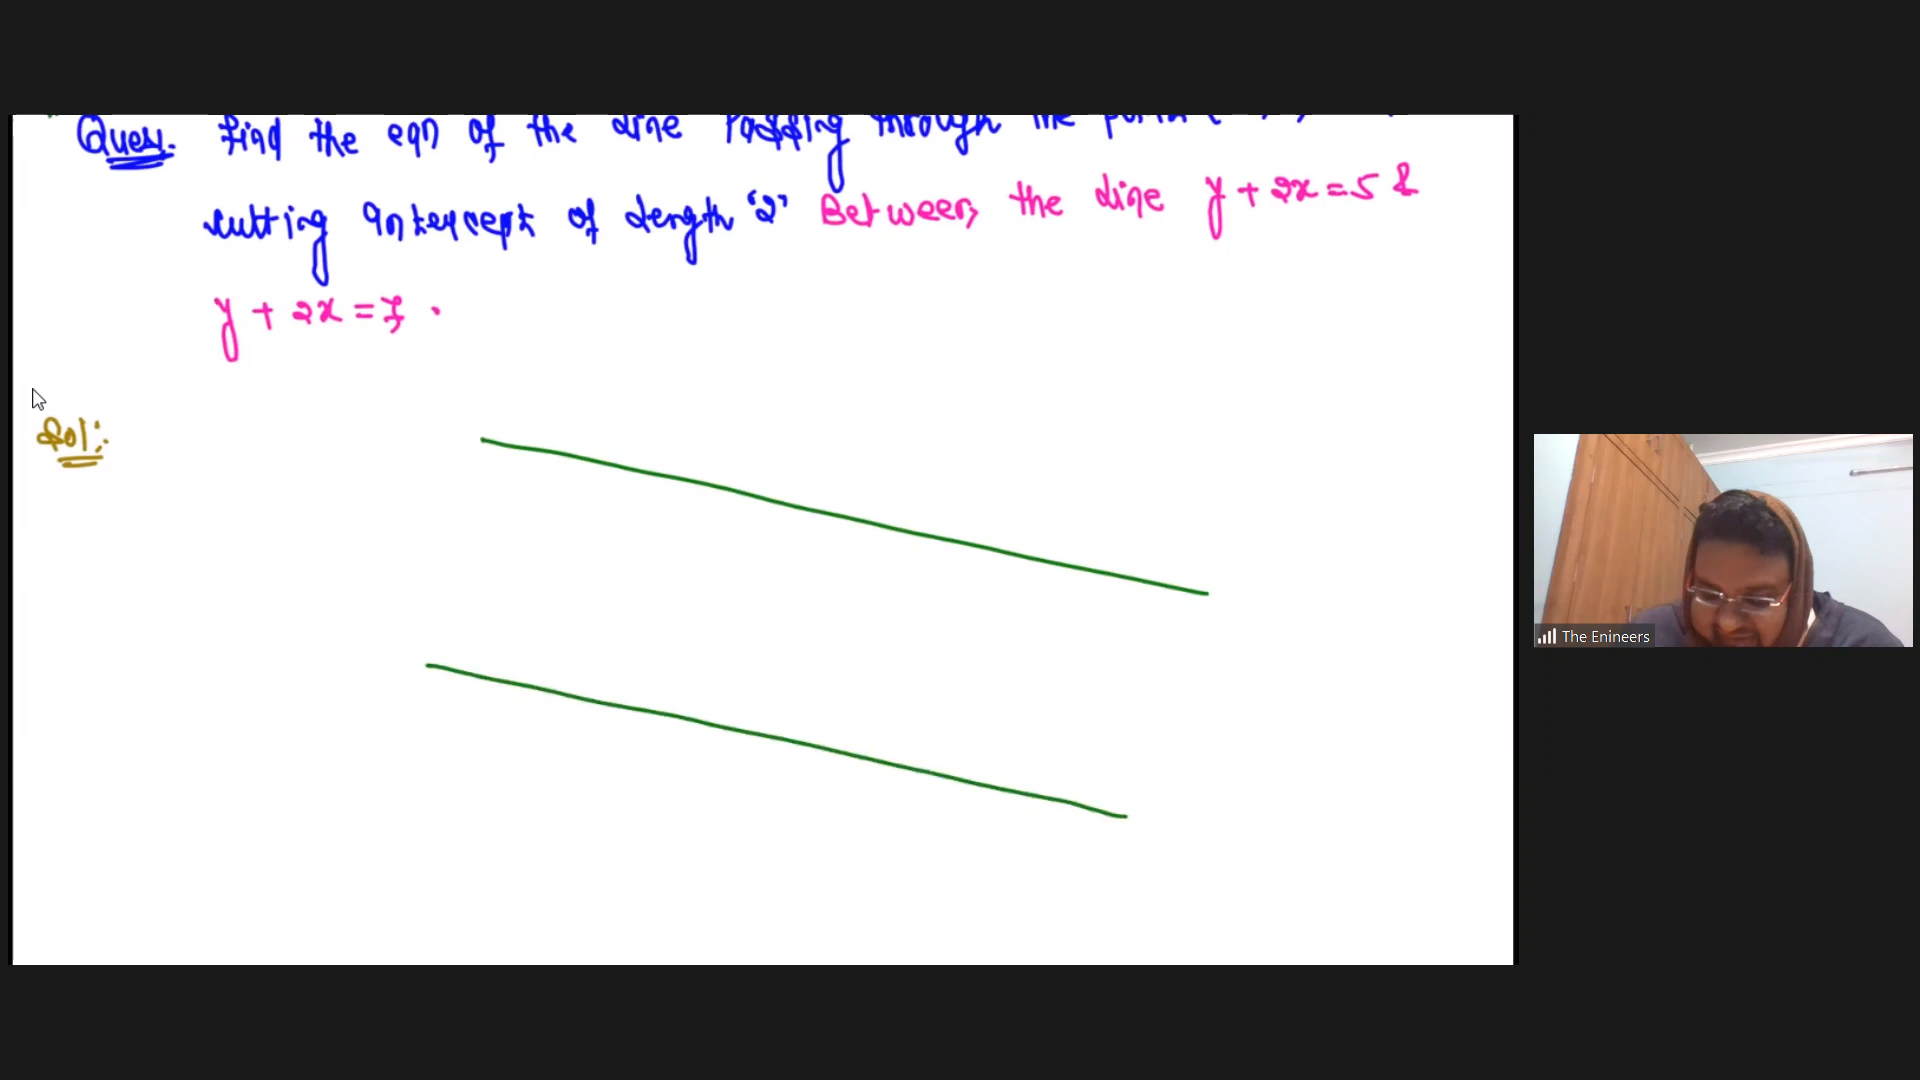 Ques. Find the eqn of the line Passing through the point
cutting intercept of length '2' Between the line y + 2x = 5 &
y + 2x = 7 .
Sol:
The Enineers